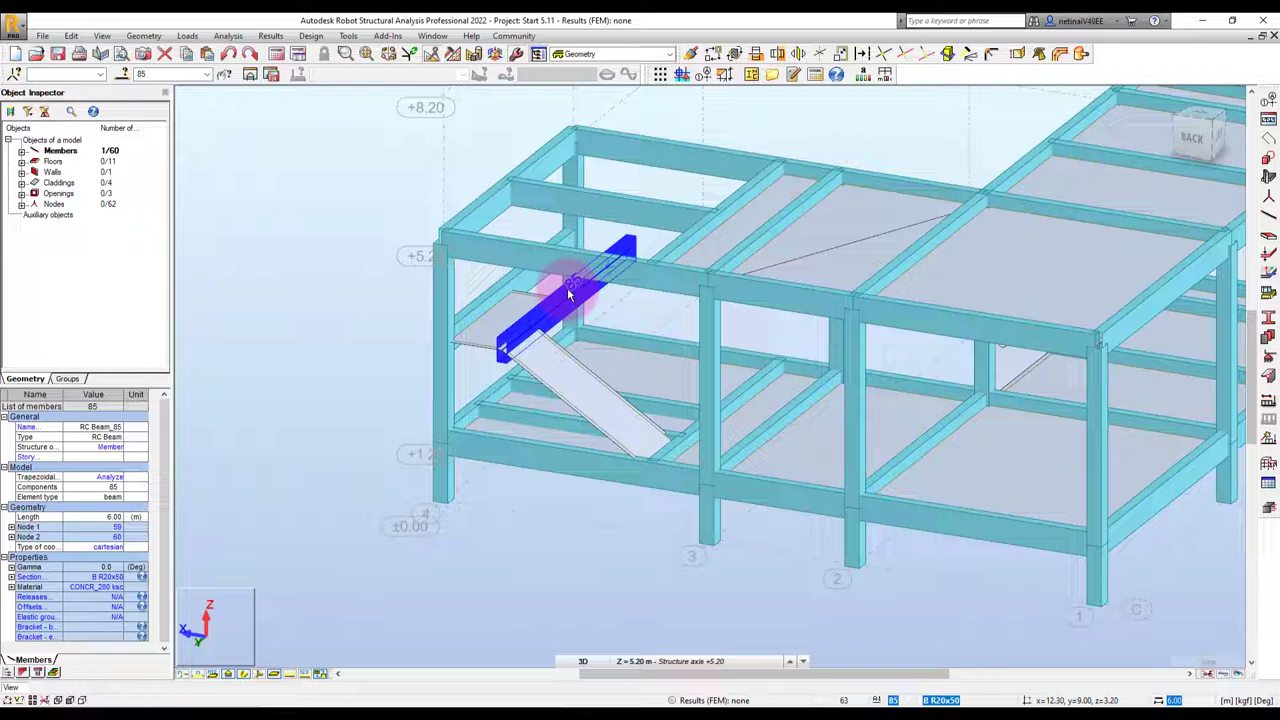 Autodesk Robot Structural Analysis Professional 2022 - Project: Start 5.11 - Results (FEM): none
Type a keyword or phrase
netinaiV49EE
File Edit View Geometry Loads Analysis Results Design Tools Add-Ins Window Help Community
Geometry
85
Object Inspector
Objects Number of...
Objects of a model
Members 1/60
Floors 0/11
Walls 0/1
Claddings 0/4
Openings 0/3
Nodes 0/62
Auxiliary objects
Geometry Groups
Name Value Unit
List of members 85
General
Name... RC Beam_85
Type RC Beam
Structure o... Member
Story...
Model
Trapezoidal... Analyze
Components 85
Element type beam
Geometry
Length 6.00 (m)
Node 1 59
Node 2 60
Type of coo... cartesian
Properties
Gamma 0.0 (Deg)
Section... B R20x50
Material CONCR_280 ksc
Releases... N/A
Offsets... N/A
Elastic grou... N/A
Bracket - b...
Bracket - e...
Members
View
+8.20
+5.2
+1.2
±0.00
4
3
2
1
C
85
BACK
Z
X
Y
3D Z = 5.20 m - Structure axis +5.20
Results (FEM): none 63 85 B R20x50 x=12.30, y=9.00, z=3.20 6.00 [m] [kgf] [Deg]